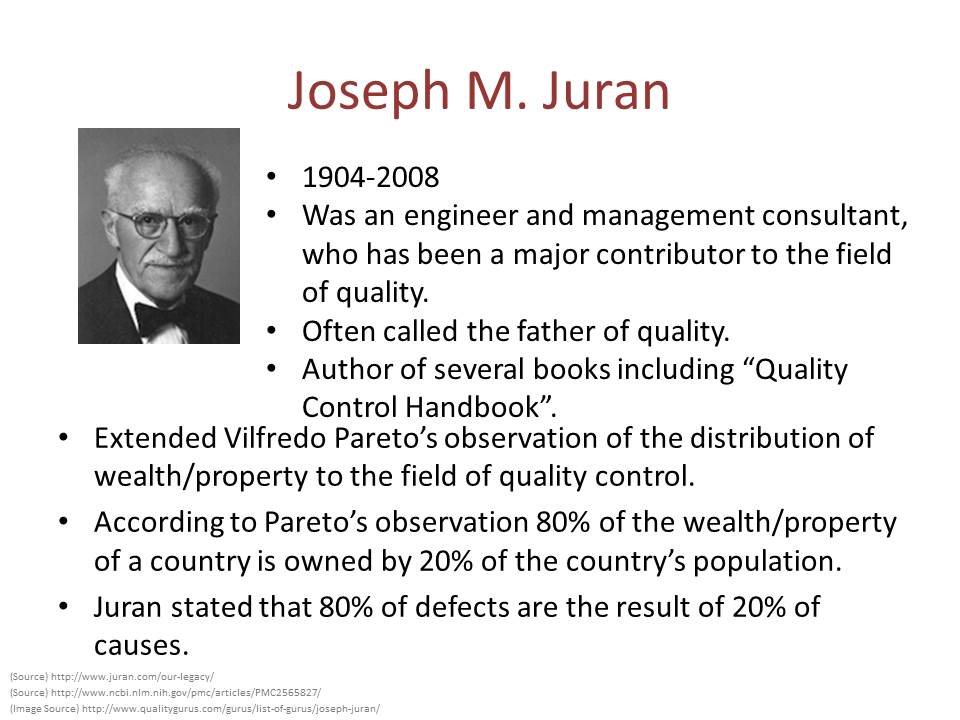 Joseph M. Juran
• 1904-2008
• Was an engineer and management consultant,
who has been a major contributor to the field
of quality.
• Often called the father of quality.
• Author of several books including “Quality
Control Handbook”.
• Extended Vilfredo Pareto’s observation of the distribution of
wealth/property to the field of quality control.
• According to Pareto’s observation 80% of the wealth/property
of a country is owned by 20% of the country’s population.
• Juran stated that 80% of defects are the result of 20% of
causes.
(Source) http://www.juran.com/our-legacy/
(Source) http://www.ncbi.nlm.nih.gov/pmc/articles/PMC2565827/
(Image Source) http://www.qualitygurus.com/gurus/list-of-gurus/joseph-juran/